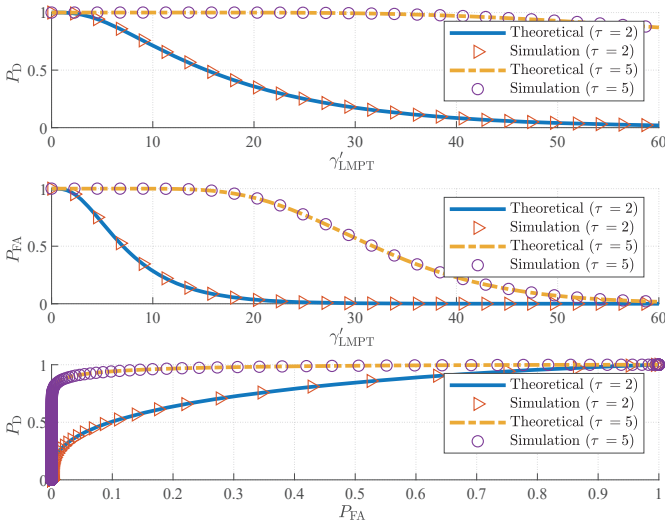 1
0.5
0
P_D
Theoretical (τ = 2)
Simulation (τ = 2)
Theoretical (τ = 5)
Simulation (τ = 5)
0 10 20 30 40 50 60
γ′_LMPT
1
0.5
0
P_FA
Theoretical (τ = 2)
Simulation (τ = 2)
Theoretical (τ = 5)
Simulation (τ = 5)
0 10 20 30 40 50 60
γ′_LMPT
1
0.5
0
P_D
Theoretical (τ = 2)
Simulation (τ = 2)
Theoretical (τ = 5)
Simulation (τ = 5)
0 0.1 0.2 0.3 0.4 0.5 0.6 0.7 0.8 0.9 1
P_FA